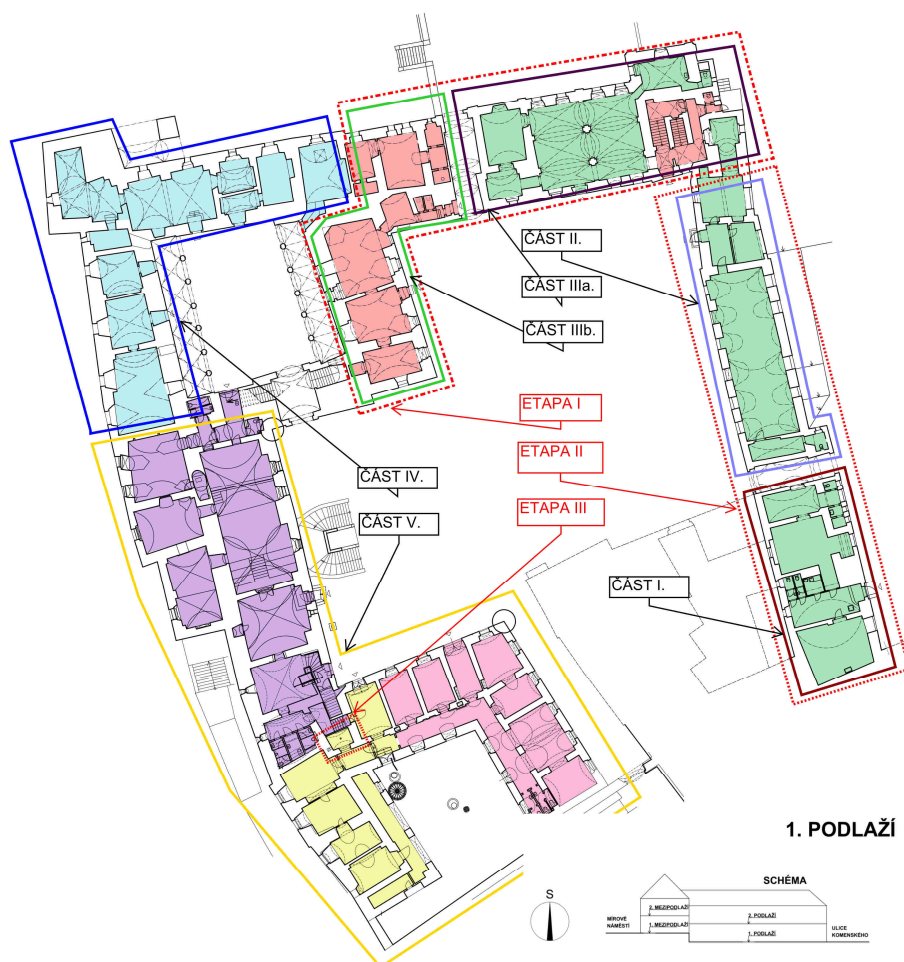 ČÁST II.
ČÁST IIIa.
ČÁST IIIb.
ETAPA I
ETAPA II
ČÁST IV.
ETAPA III
ČÁST V.
ČÁST I.
1. PODLAŽÍ
S
SCHÉMA
MÍROVÉ
NÁMĚSTÍ
2. MEZIPODLAŽÍ
1. MEZIPODLAŽÍ
2. PODLAŽÍ
1. PODLAŽÍ
ULICE
KOMENSKÉHO